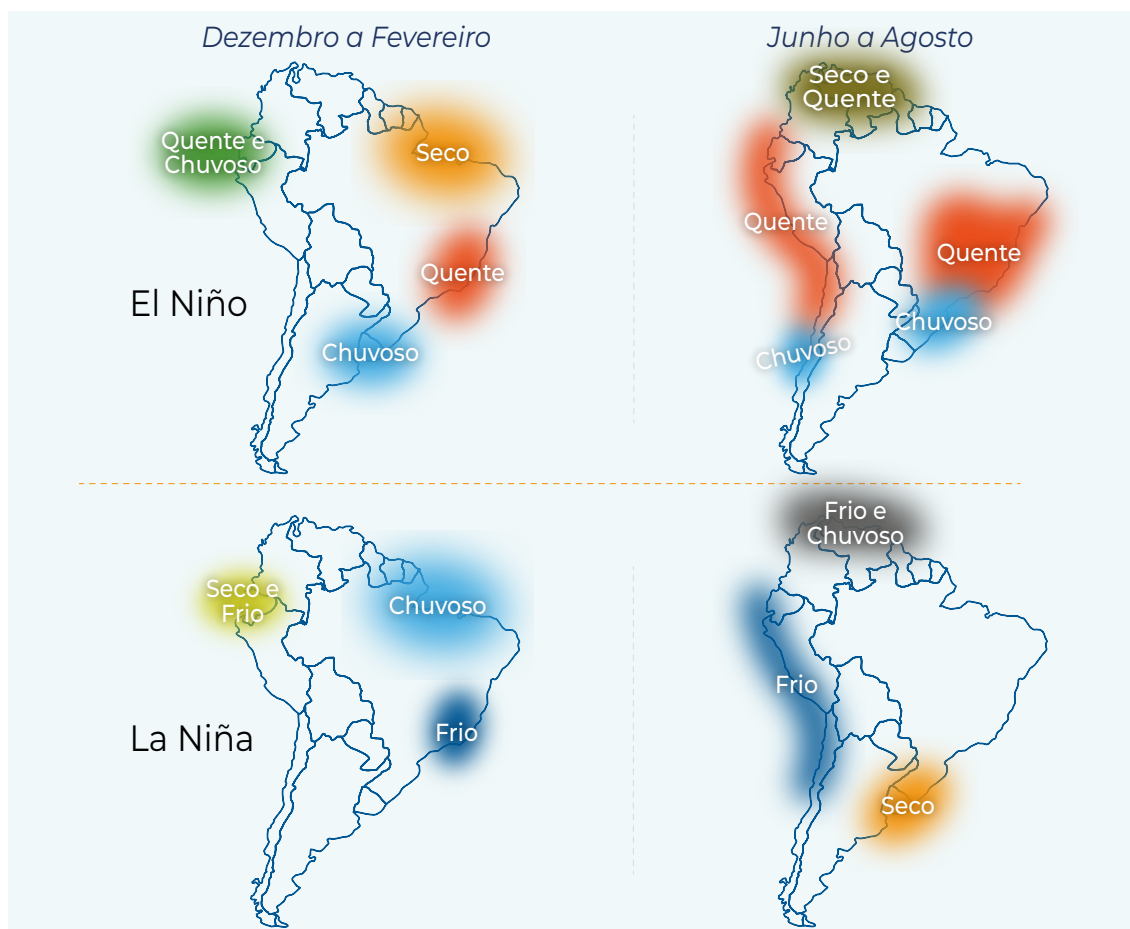 Dezembro a Fevereiro
Junho a Agosto
Seco e
Quente
Quente e
Chuvoso
Seco
Quente
Quente
Quente
El Niño
Chuvoso
Chuvoso
Chuvoso
Frio e
Chuvoso
Seco e
Frio
Chuvoso
Frio
Frio
La Niña
Seco